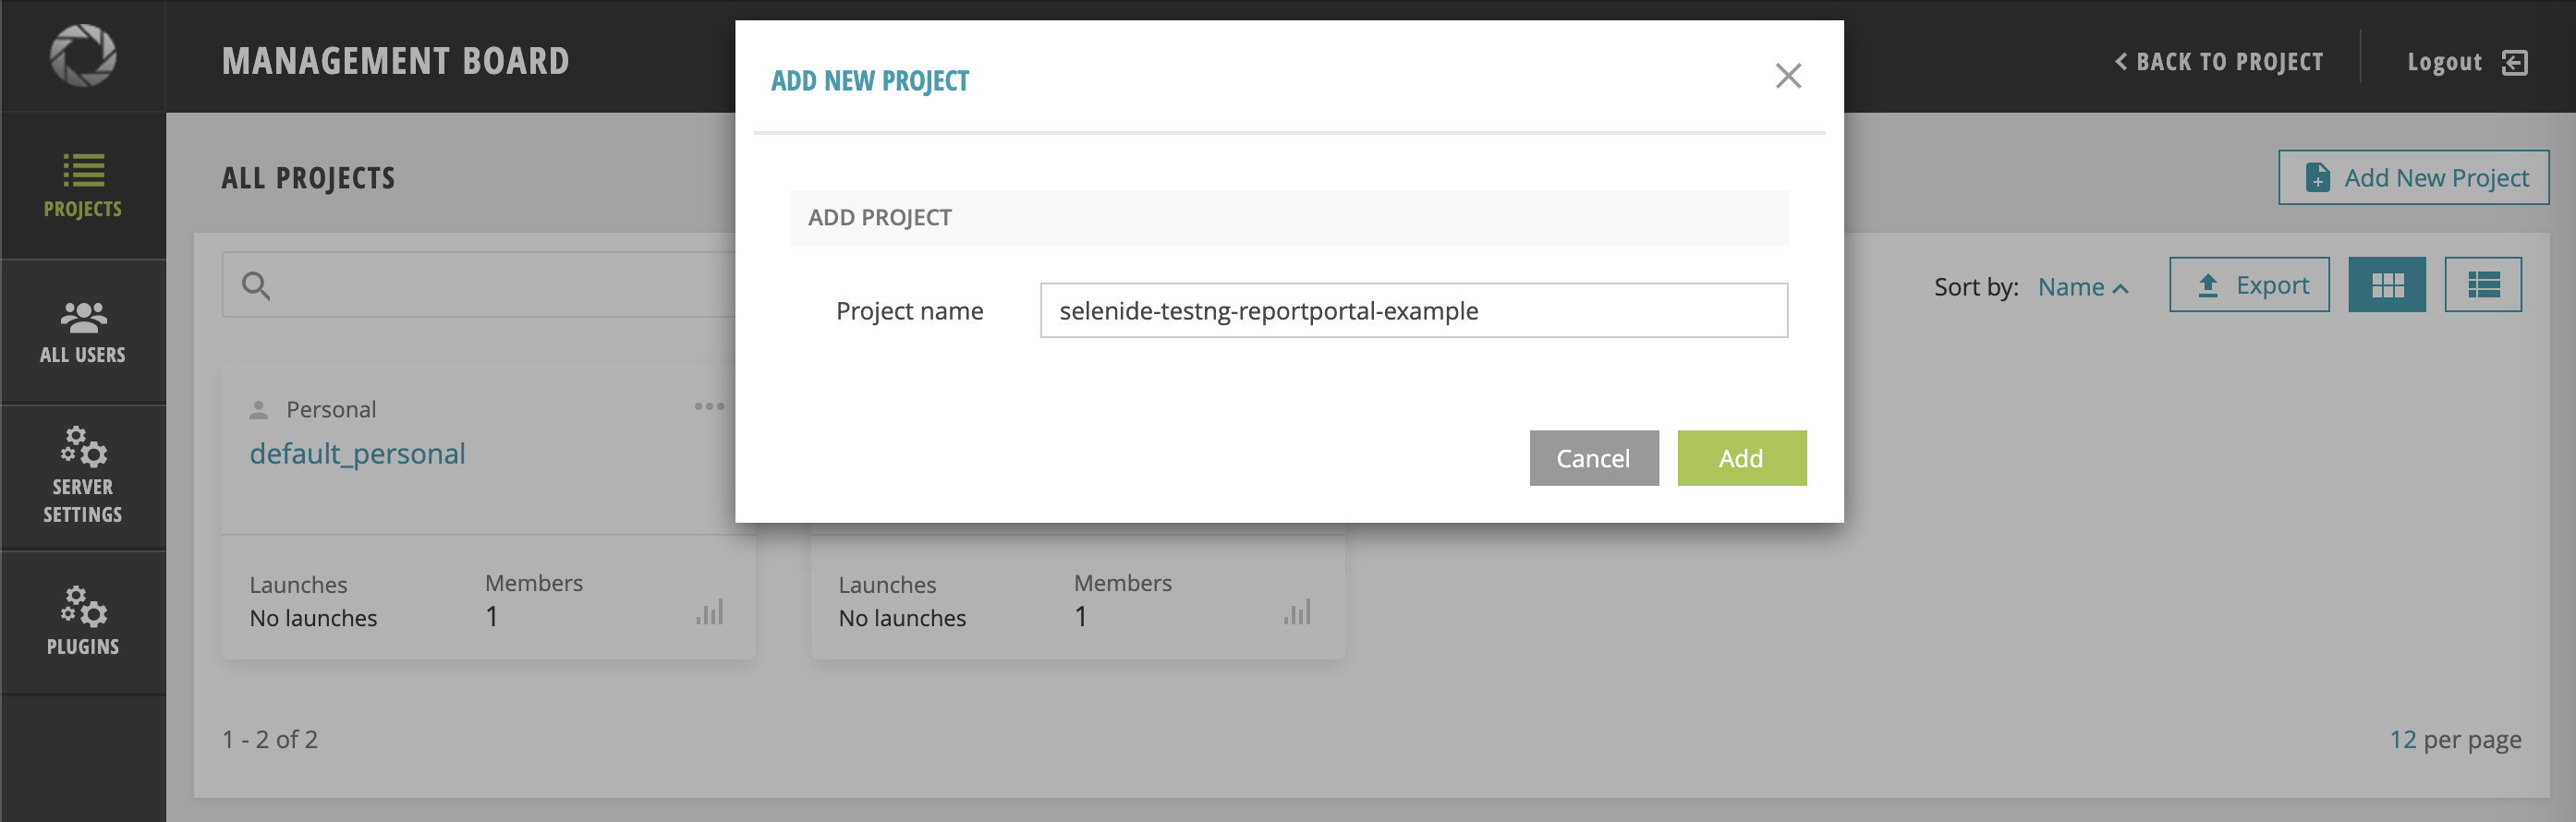 MANAGEMENT BOARD
BACK TO PROJECT
Logout
PROJECTS
ALL USERS
SERVER
SETTINGS
PLUGINS
ALL PROJECTS
Add New Project
Sort by: Name
Export
Personal
default_personal
Launches
No launches
Members
1
Launches
No launches
Members
1
1 - 2 of 2
12 per page
ADD NEW PROJECT
ADD PROJECT
Project name
selenide-testng-reportportal-example
Cancel
Add